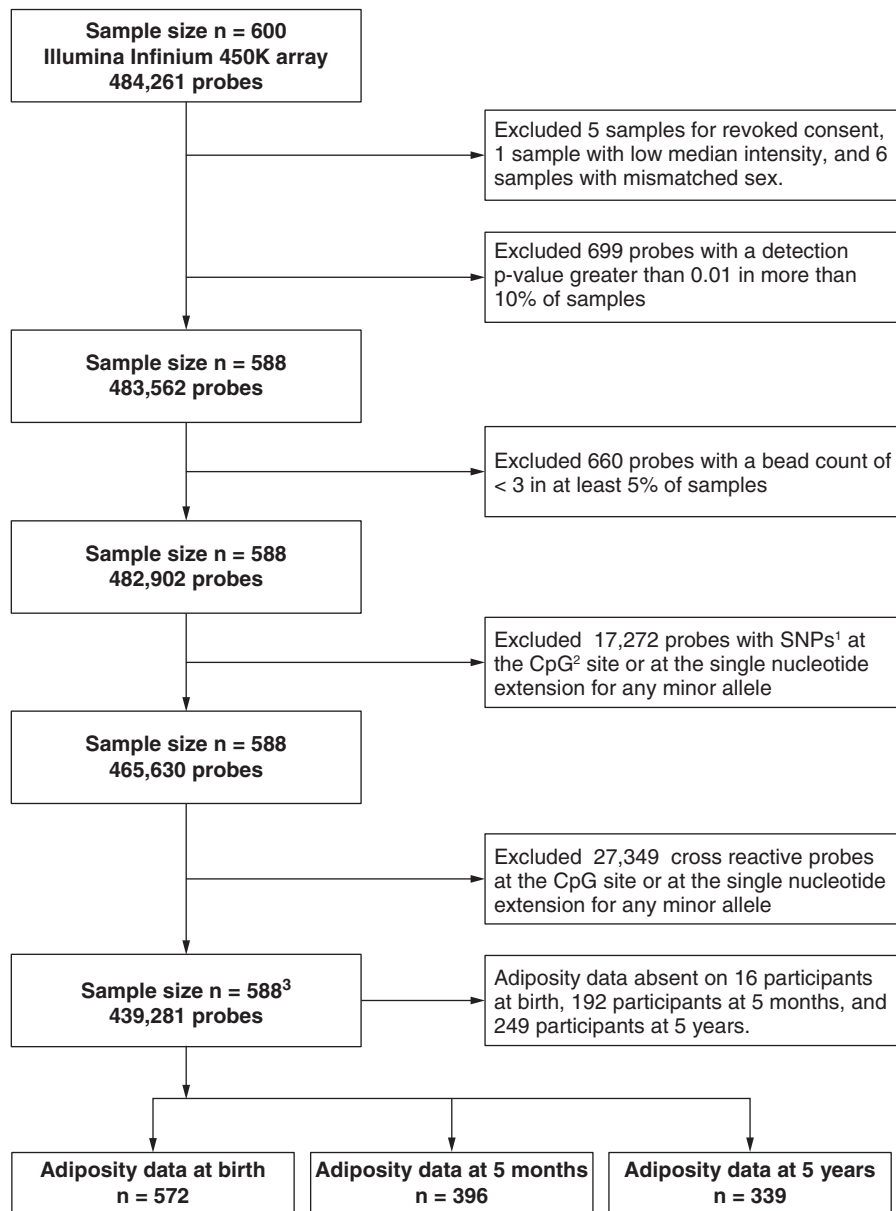 Sample size n = 600
Illumina Infinium 450K array
484,261 probes
Excluded 5 samples for revoked consent,
1 sample with low median intensity, and 6
samples with mismatched sex.
Excluded 699 probes with a detection
p-value greater than 0.01 in more than
10% of samples
Sample size n = 588
483,562 probes
Excluded 660 probes with a bead count of
< 3 in at least 5% of samples
Sample size n = 588
482,902 probes
Excluded 17,272 probes with SNPs¹ at
the CpG² site or at the single nucleotide
extension for any minor allele
Sample size n = 588
465,630 probes
Excluded 27,349 cross reactive probes
at the CpG site or at the single nucleotide
extension for any minor allele
Sample size n = 588³
439,281 probes
Adiposity data absent on 16 participants
at birth, 192 participants at 5 months, and
249 participants at 5 years.
Adiposity data at birth
n = 572
Adiposity data at 5 months
n = 396
Adiposity data at 5 years
n = 339